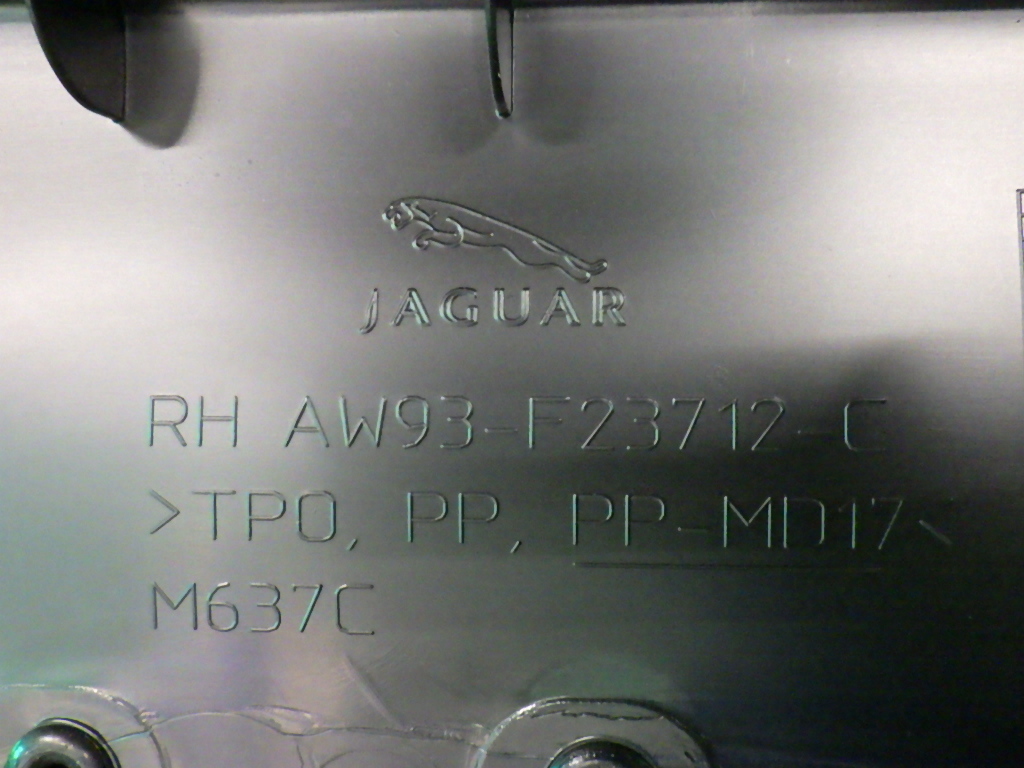 JAGUAR
RH AW93-F23712-C
>TPO, PP, PP-MD17<
M637C